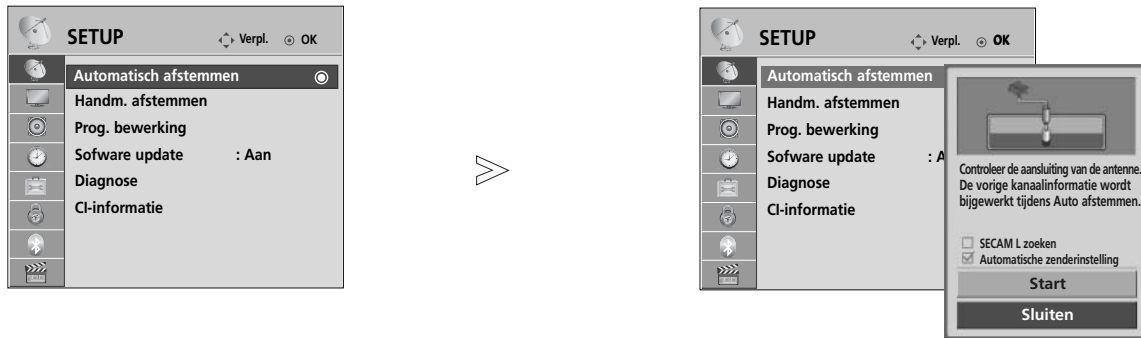 SETUP Verpl. OK
Automatisch afstemmen
Handm. afstemmen
Prog. bewerking
Sofware update : Aan
Diagnose
CI-informatie
SETUP Verpl. OK
Automatisch afstemmen
Handm. afstemmen
Prog. bewerking
Sofware update : A
Diagnose
CI-informatie
Controleer de aansluiting van de antenne.
De vorige kanaalinformatie wordt
bijgewerkt tijdens Auto afstemmen.
SECAM L zoeken
Automatische zenderinstelling
Start
Sluiten